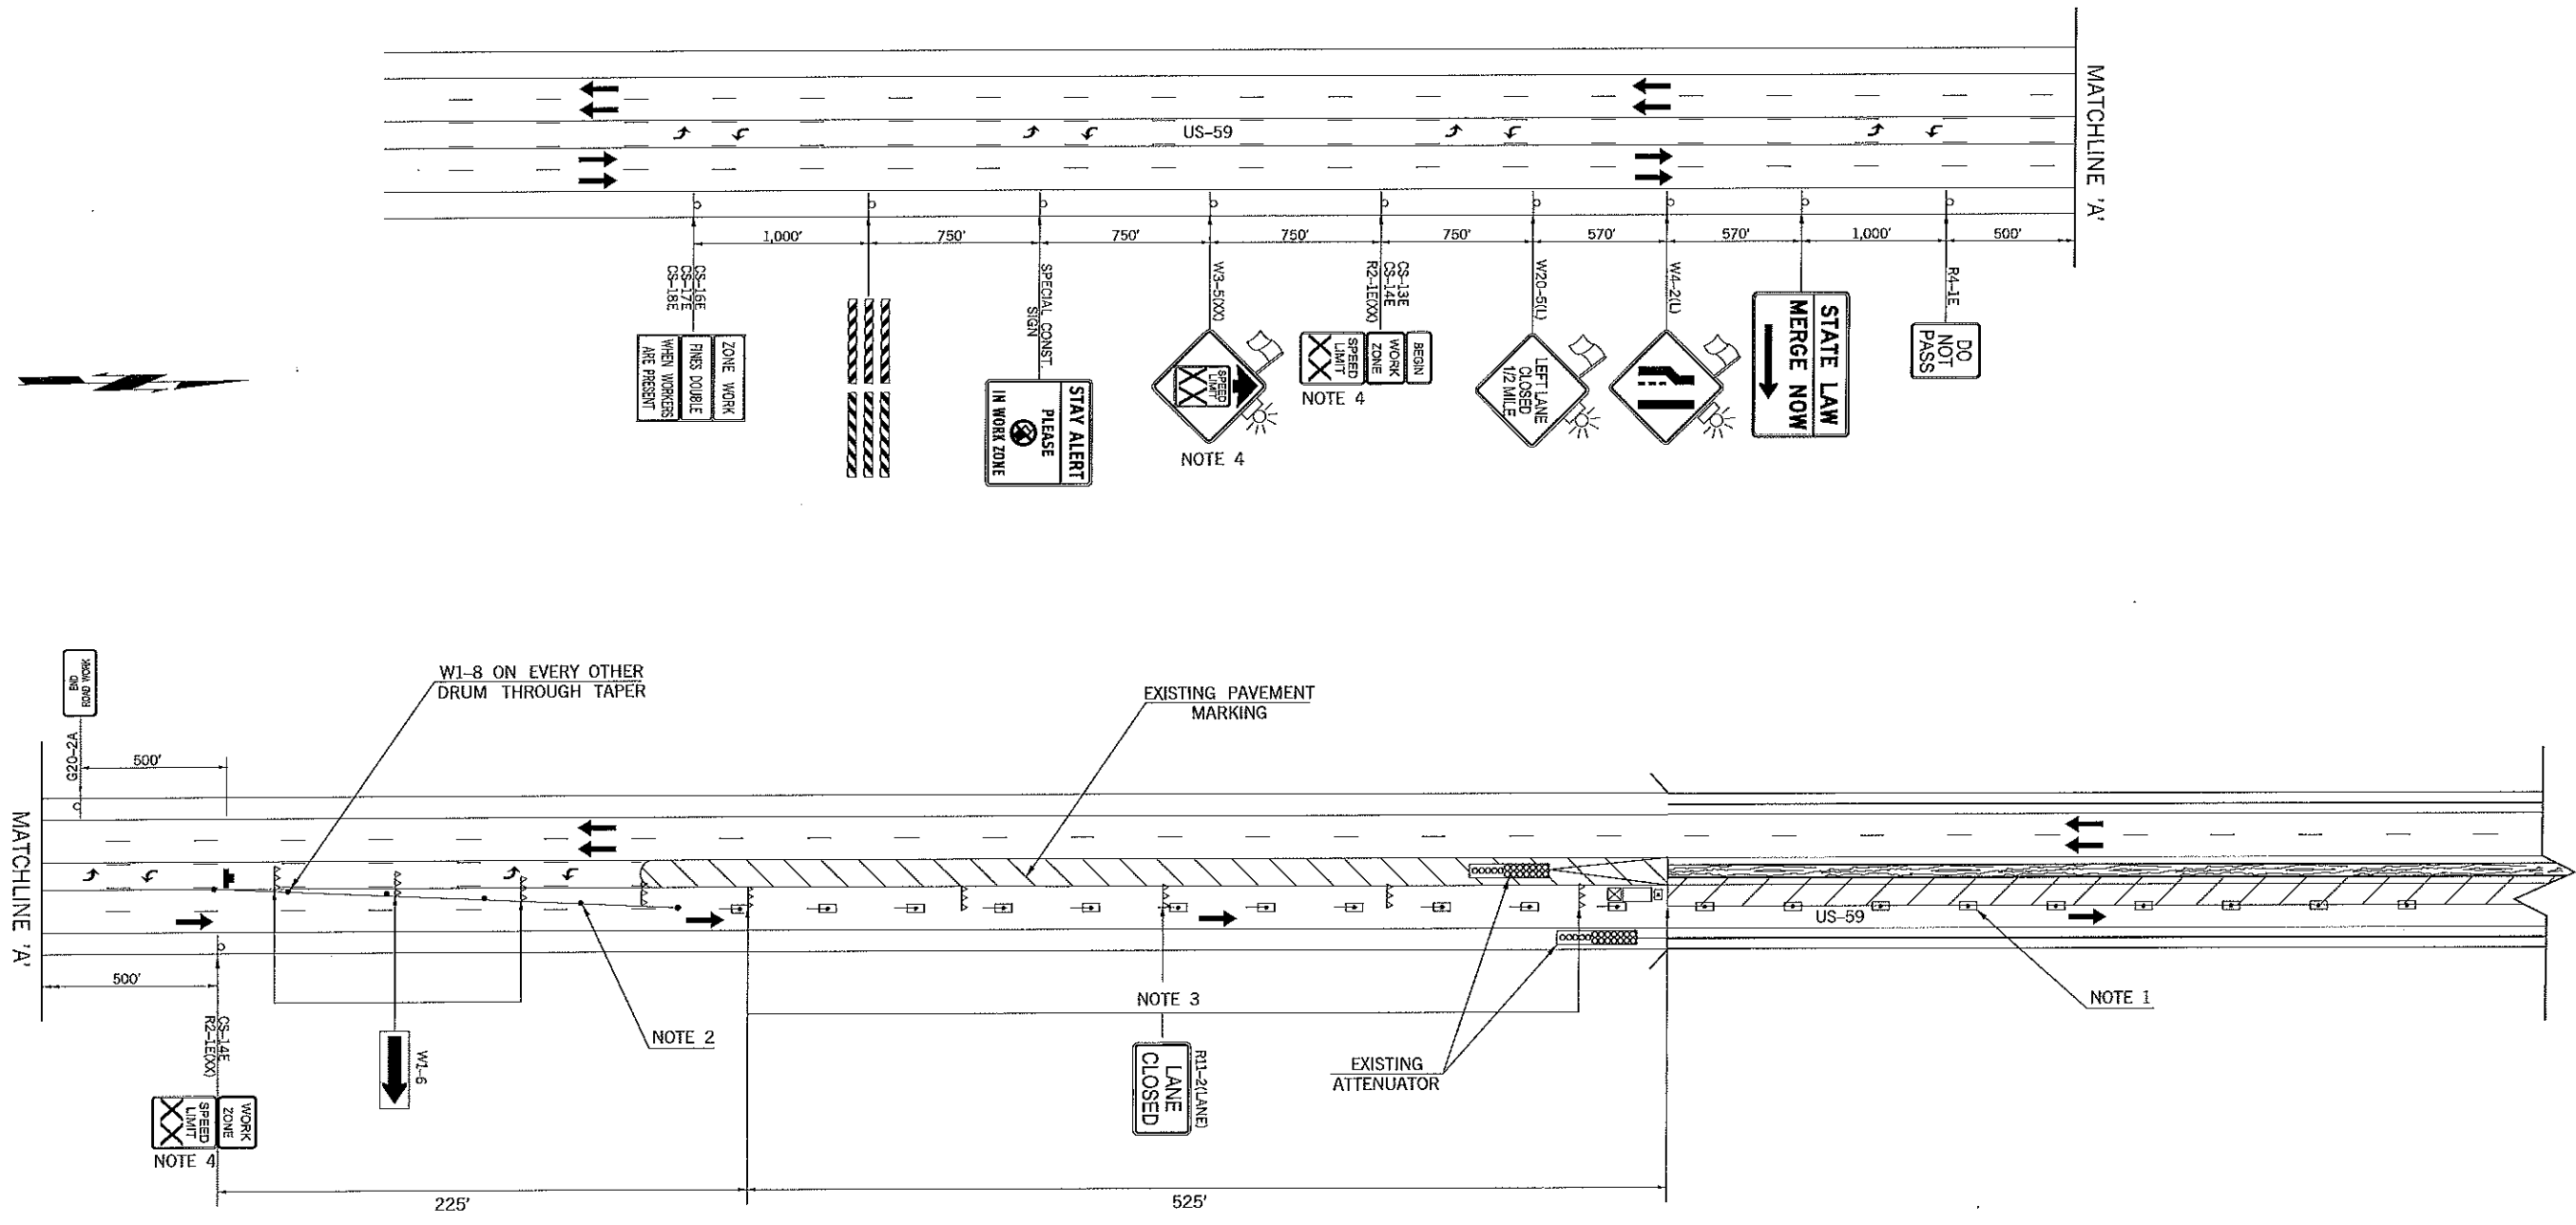 MATCHLINE 'A'
US-59
1,000'
750'
750'
750'
750'
570'
570'
1,000'
500'
CS-16E
CS-17E
CS-18E
ZONE WORK
FINES DOUBLE
WHEN WORKERS
ARE PRESENT
SPECIAL CONST.
SIGN
STAY ALERT
PLEASE
IN WORK ZONE
W3-5(XX)
SPEED
LIMIT
XX
NOTE 4
CS-13E
CS-14E
R2-1E(XX)
BEGIN
WORK
ZONE
SPEED
LIMIT
XX
NOTE 4
W20-5(L)
LEFT LANE
CLOSED
1/2 MILE
W4-2(L)
STATE LAW
MERGE NOW
R4-1E
DO
NOT
PASS
END
ROAD WORK
G20-2A
500'
W1-8 ON EVERY OTHER
DRUM THROUGH TAPER
EXISTING PAVEMENT
MARKING
MATCHLINE 'A'
US-59
500'
CS-14E
R2-1E(XX)
WORK
ZONE
SPEED
LIMIT
XX
NOTE 4
W1-6
NOTE 2
NOTE 3
R11-2(LANE)
LANE
CLOSED
EXISTING
ATTENUATOR
NOTE 1
225'
525'